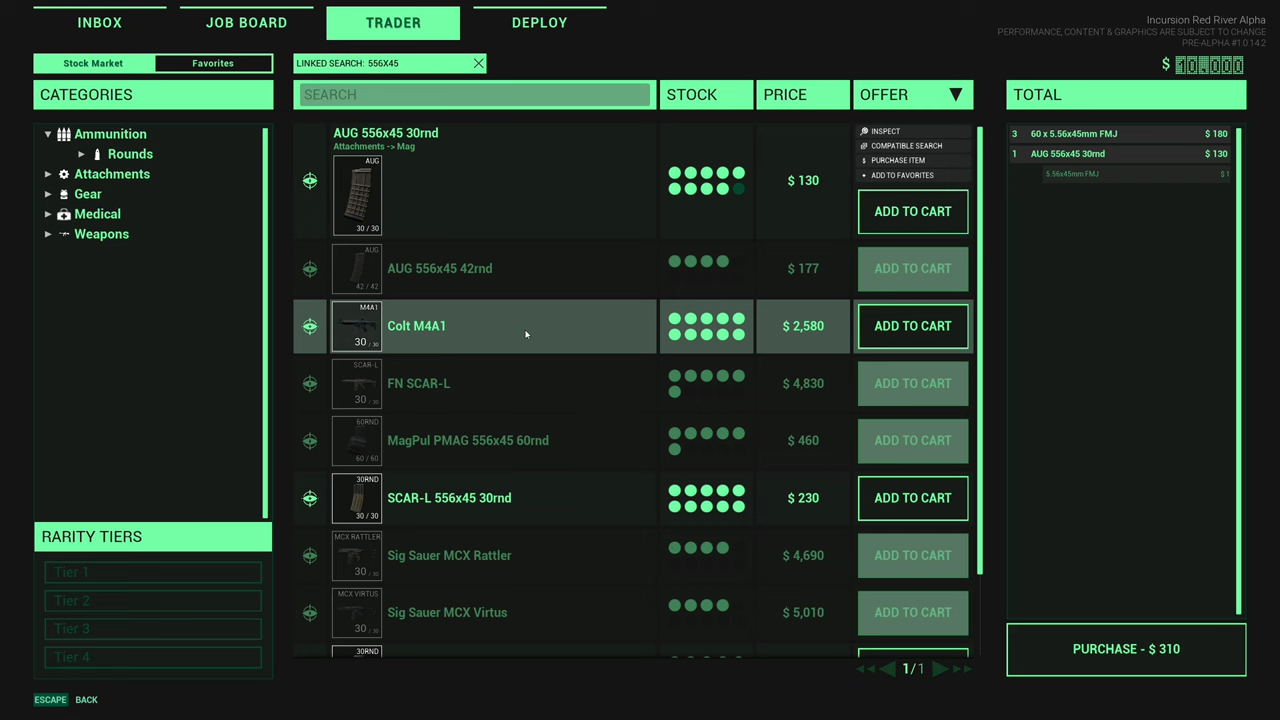 INBOX
JOB BOARD
TRADER
DEPLOY
Incursion Red River Alpha
PERFORMANCE, CONTENT & GRAPHICS ARE SUBJECT TO CHANGE
PRE-ALPHA #1.0.14.2
Stock Market
Favorites
LINKED SEARCH: 556X45
$
CATEGORIES
SEARCH
STOCK
PRICE
OFFER
TOTAL
Ammunition
Rounds
Attachments
Gear
Medical
Weapons
AUG 556x45 30rnd
Attachments -> Mag
AUG
30 / 30
$ 130
INSPECT
COMPATIBLE SEARCH
$ PURCHASE ITEM
ADD TO FAVORITES
ADD TO CART
AUG
42 / 42
AUG 556x45 42rnd
$ 177
ADD TO CART
M4A1
30 / 30
Colt M4A1
$ 2,580
ADD TO CART
SCAR-L
30 / 30
FN SCAR-L
$ 4,830
ADD TO CART
60RND
60 / 60
MagPul PMAG 556x45 60rnd
$ 460
ADD TO CART
30RND
30 / 30
SCAR-L 556x45 30rnd
$ 230
ADD TO CART
MCX RATTLER
30 / 30
Sig Sauer MCX Rattler
$ 4,690
ADD TO CART
MCX VIRTUS
30 / 30
Sig Sauer MCX Virtus
$ 5,010
ADD TO CART
30RND
1/1
3 60 x 5.56x45mm FMJ $ 180
1 AUG 556x45 30rnd $ 130
5.56x45mm FMJ $ 1
PURCHASE - $ 310
RARITY TIERS
Tier 1
Tier 2
Tier 3
Tier 4
ESCAPE BACK